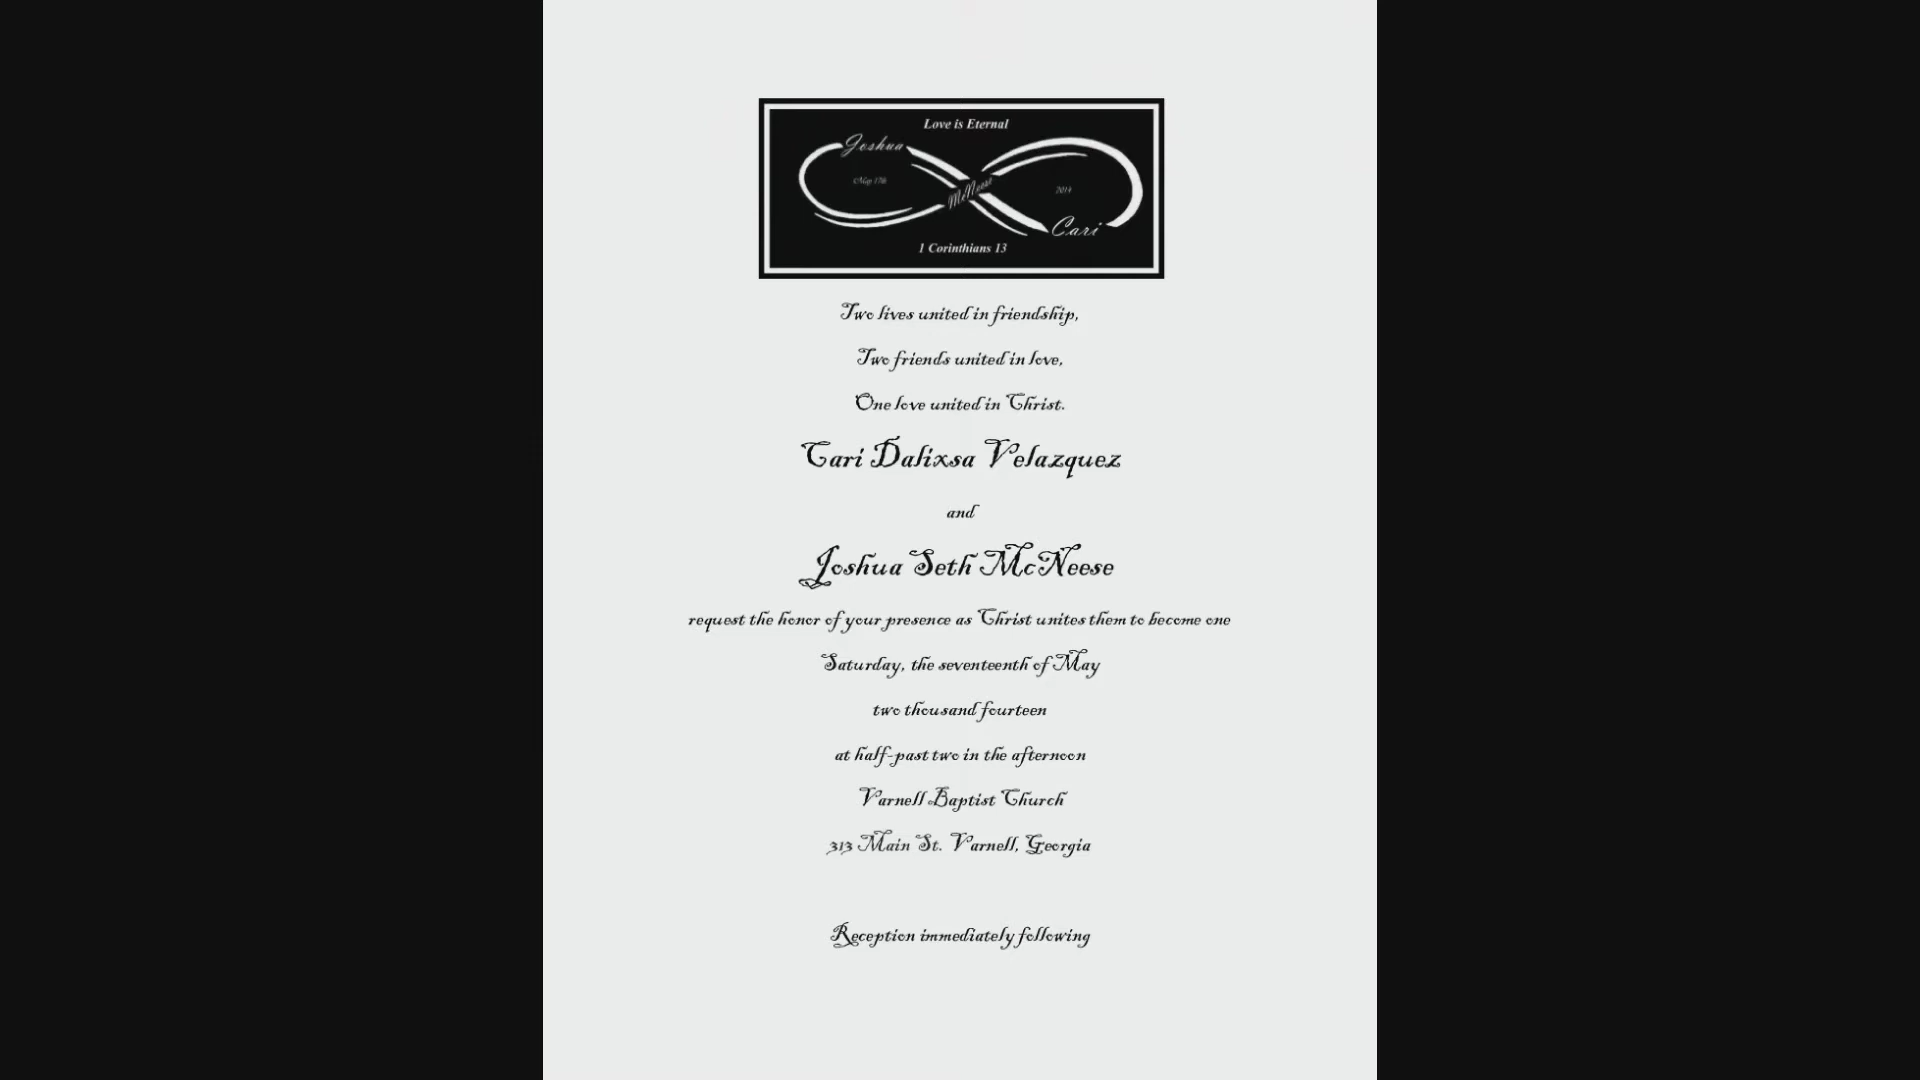 Love is Eternal
Joshua
May 17th
McNeese
2014
Cari
1 Corinthians 13
Two lives united in friendship,
Two friends united in love,
One love united in Christ.
Cari Dalixsa Velazquez
and
Joshua Seth McNeese
request the honor of your presence as Christ unites them to become one
Saturday, the seventeenth of May
two thousand fourteen
at half-past two in the afternoon
Varnell Baptist Church
313 Main St. Varnell, Georgia
Reception immediately following